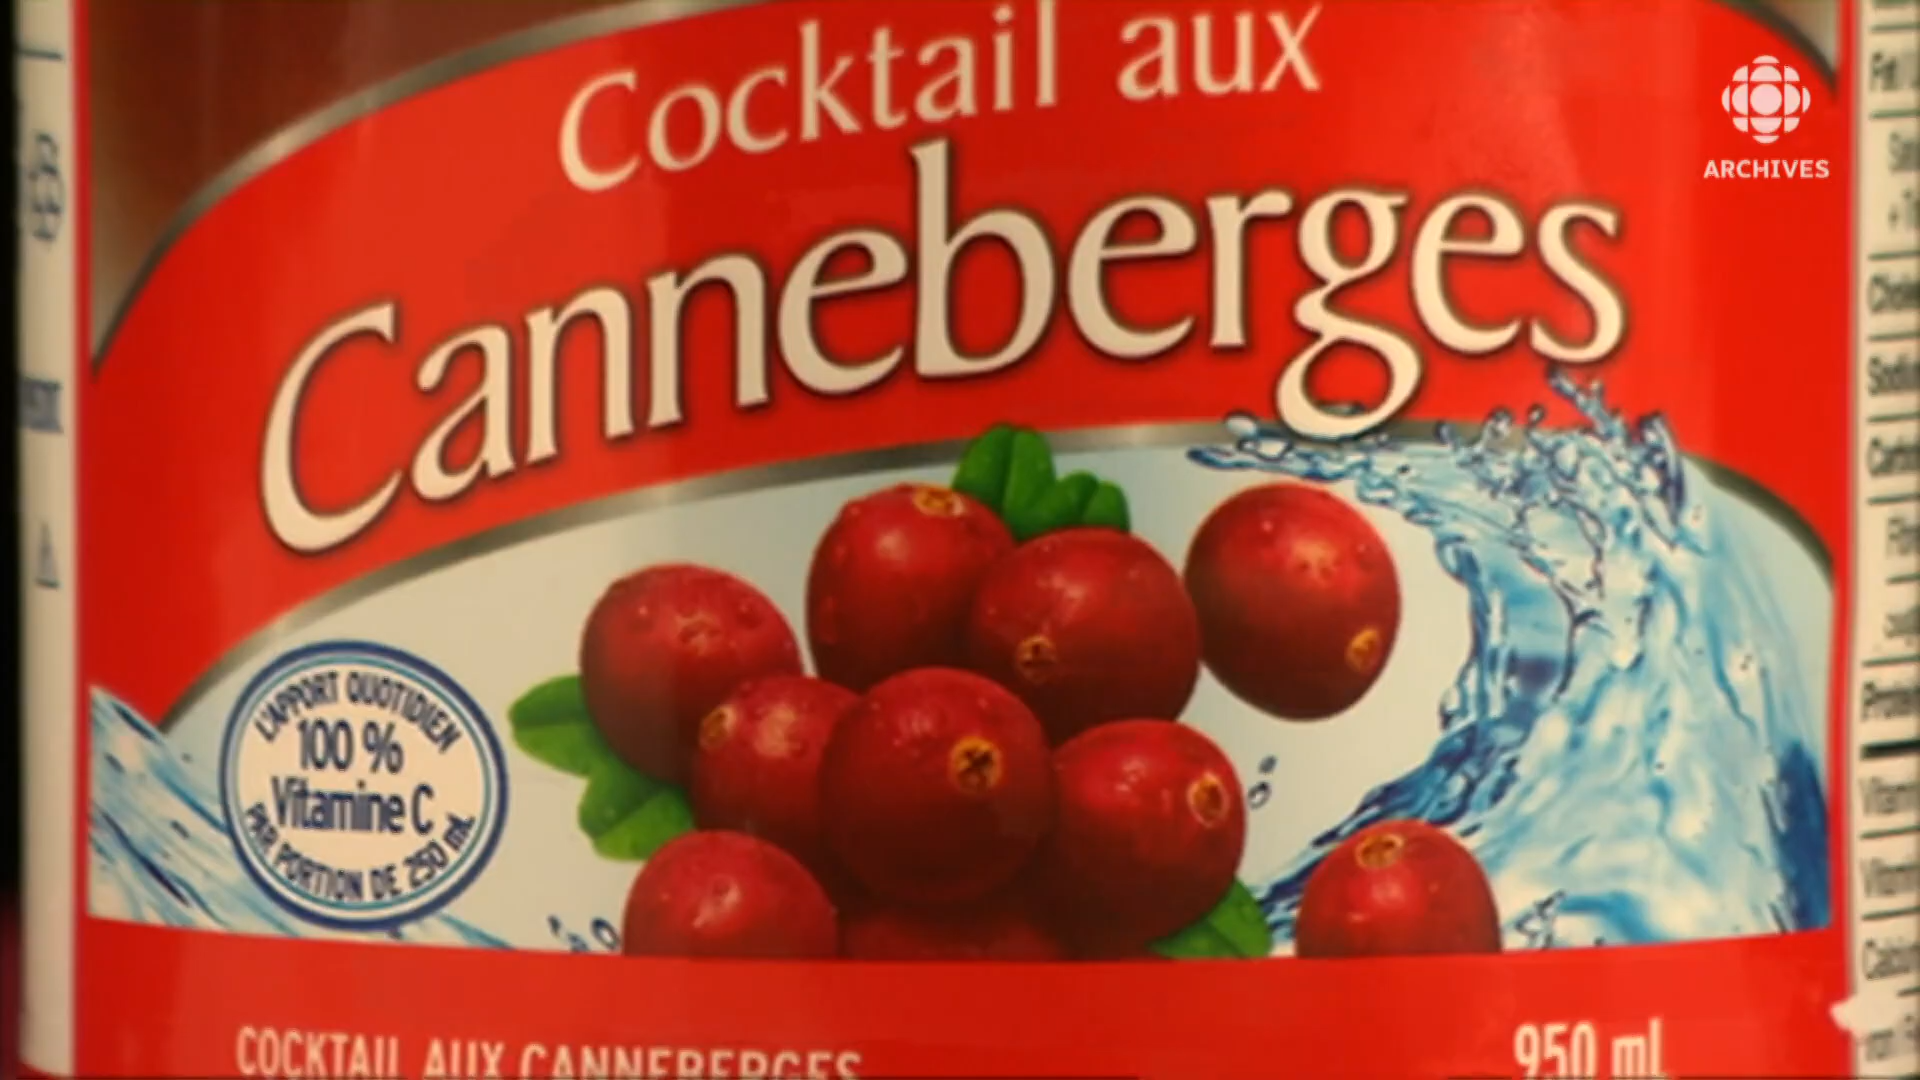 Cocktail aux
Canneberges
ARCHIVES
L'APPORT QUOTIDIEN
100 %
Vitamine C
PAR PORTION DE 250 mL
COCKTAIL AUX CANNEBERGES
950 mL